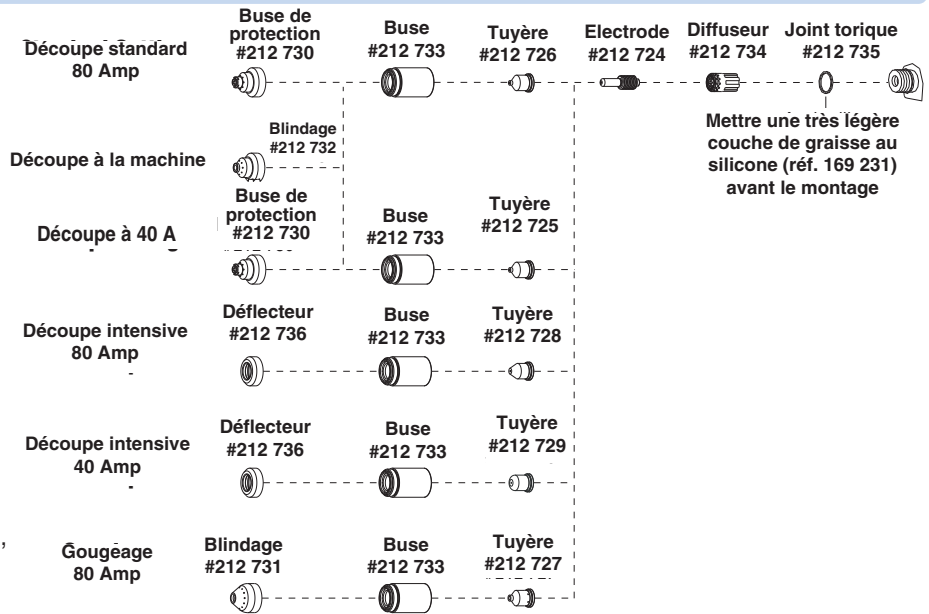 Découpe standard
80 Amp
Buse de
protection
#212 730
Buse
#212 733
Tuyère
#212 726
Electrode
#212 724
Diffuseur
#212 734
Joint torique
#212 735
Mettre une très légère
couche de graisse au
silicone (réf. 169 231)
avant le montage
Découpe à la machine
Blindage
#212 732
Découpe à 40 A
Buse de
protection
#212 730
Buse
#212 733
Tuyère
#212 725
Découpe intensive
80 Amp
Déflecteur
#212 736
Buse
#212 733
Tuyère
#212 728
Découpe intensive
40 Amp
Déflecteur
#212 736
Buse
#212 733
Tuyère
#212 729
Gougeage
80 Amp
Blindage
#212 731
Buse
#212 733
Tuyère
#212 727